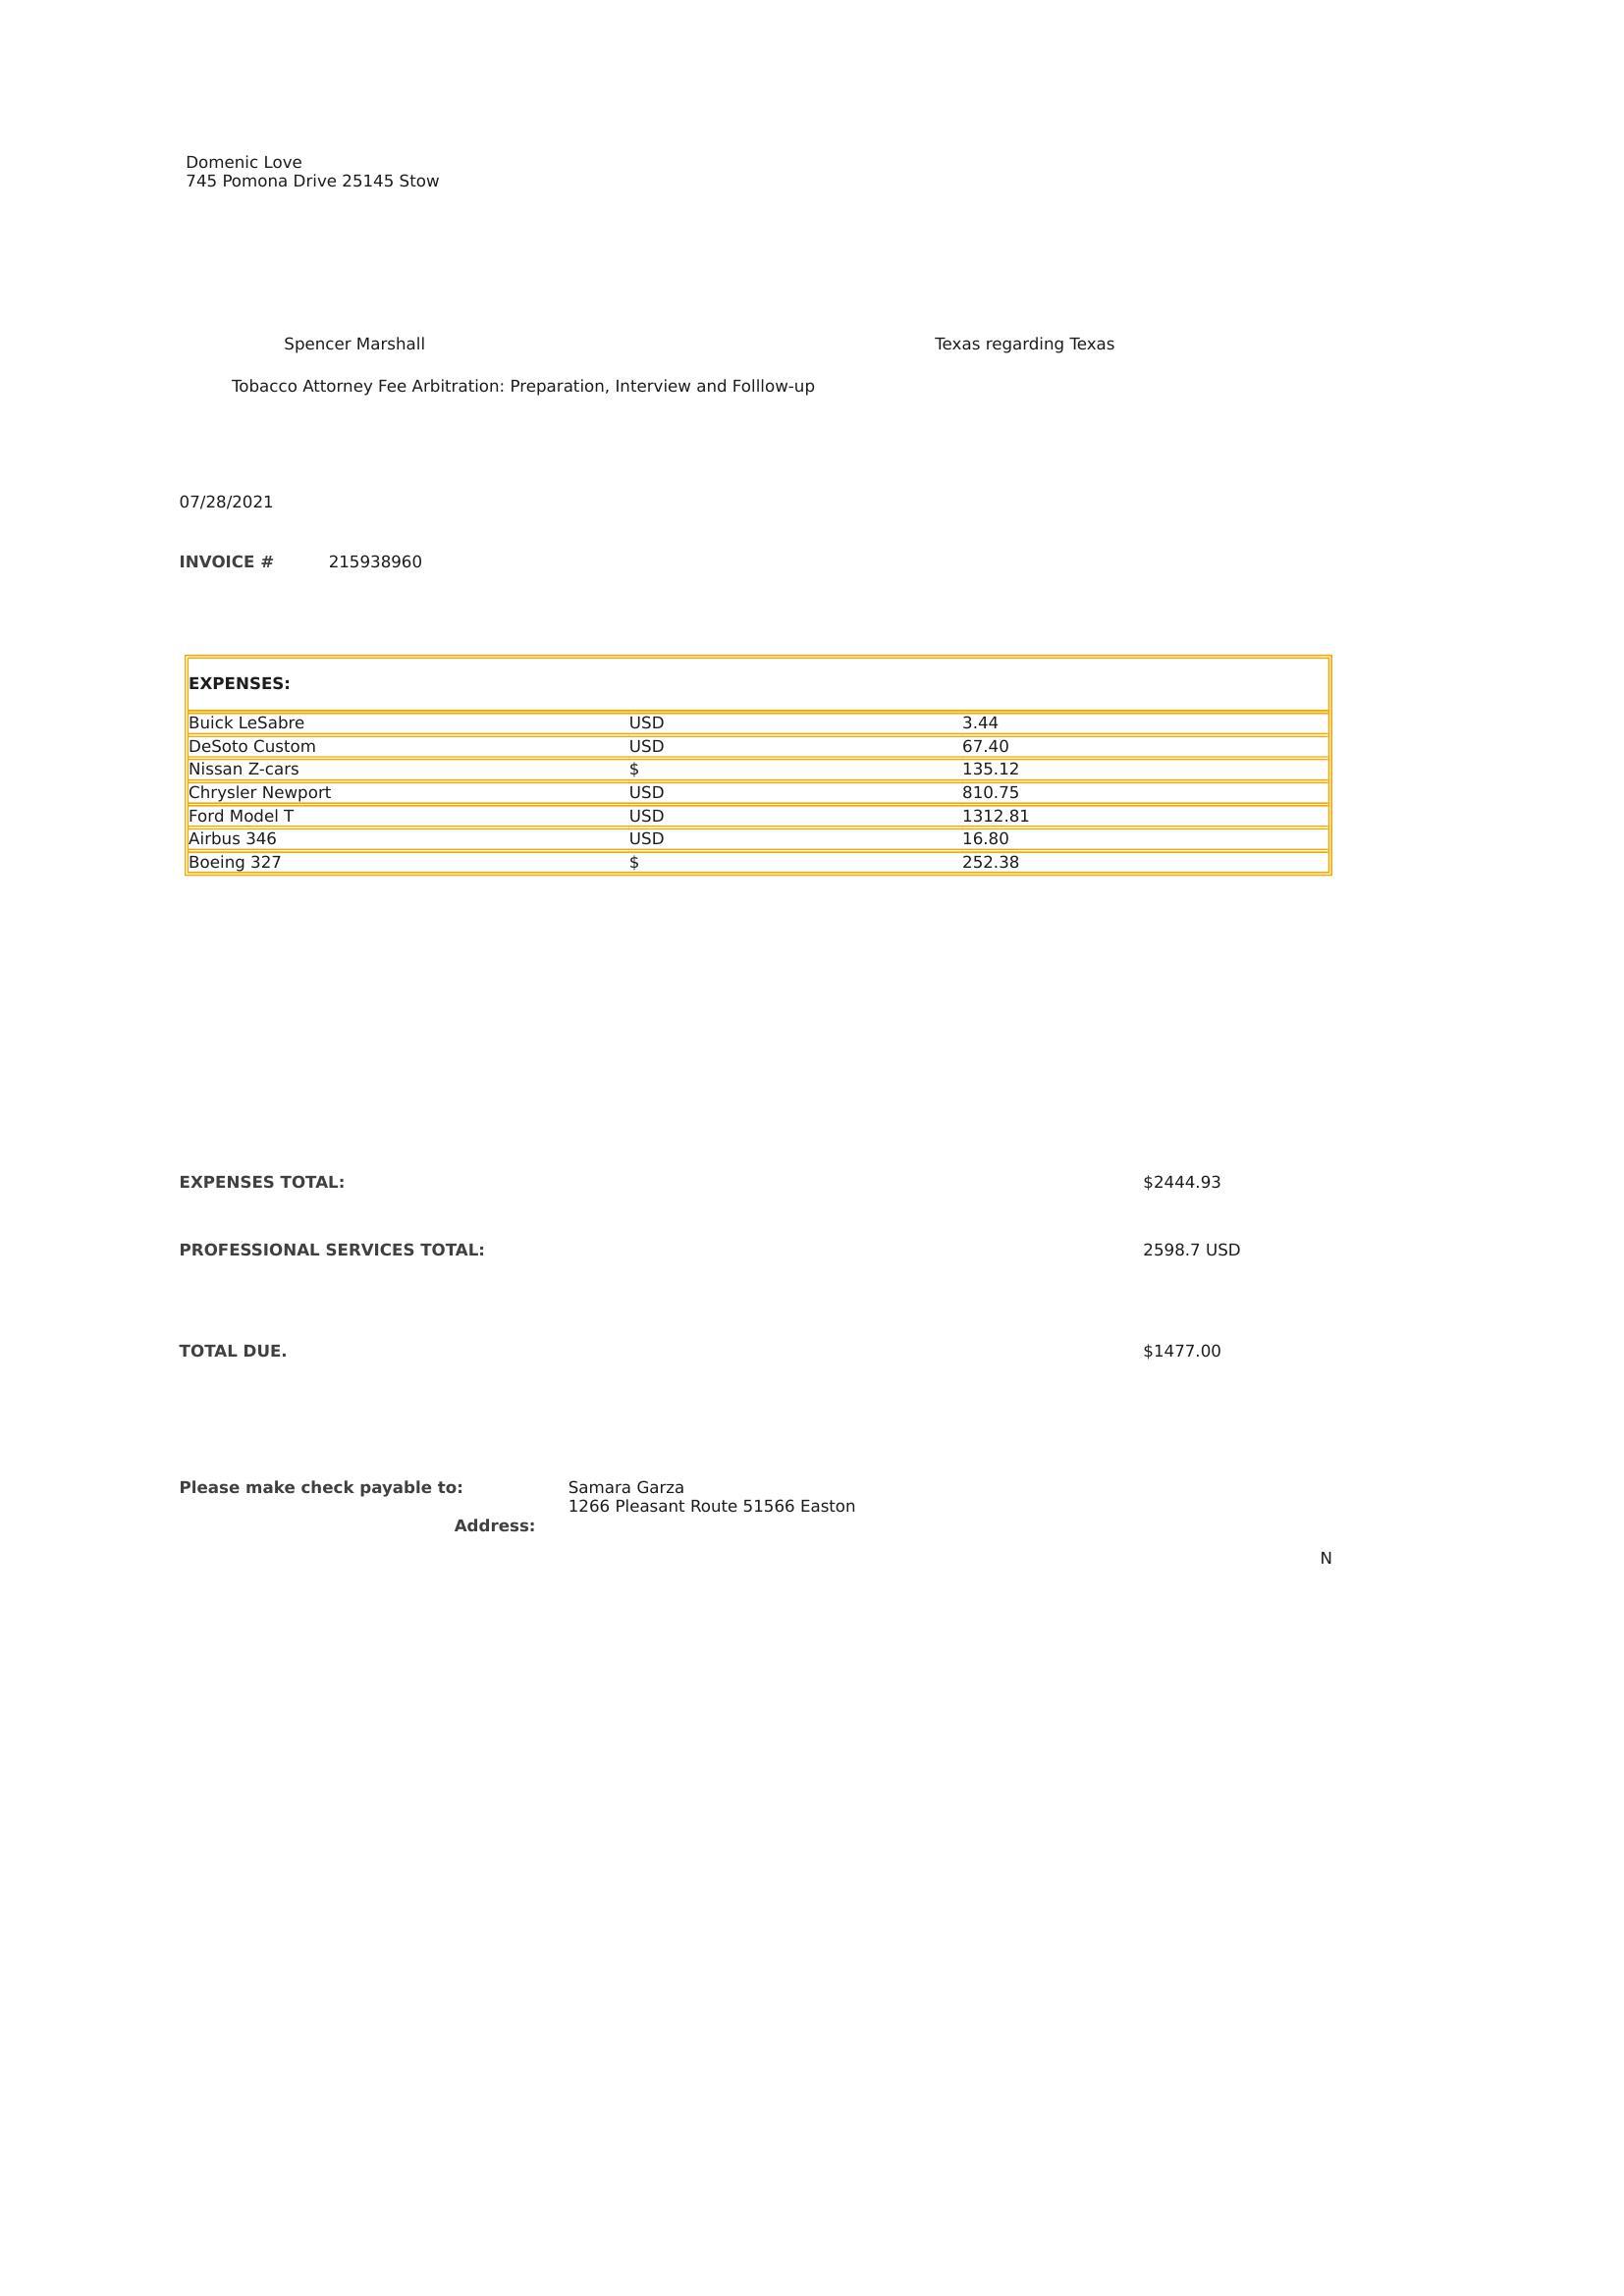 Domenic Love
745 Pomona Drive 25145 Stow
Spencer Marshall Texas regarding Texas
Tobacco Attorney Fee Arbitration: Preparation, Interview and Folllow-up
07/28/2021
INVOICE # 215938960
EXPENSES:
Buick LeSabre USD 3.44
DeSoto Custom USD 67.40
Nissan Z-cars $ 135.12
Chrysler Newport USD 810.75
Ford Model T USD 1312.81
Airbus 346 USD 16.80
Boeing 327 $ 252.38
EXPENSES TOTAL: $2444.93
PROFESSIONAL SERVICES TOTAL: 2598.7 USD
TOTAL DUE. $1477.00
Please make check payable to: Samara Garza
1266 Pleasant Route 51566 Easton
Address:
N